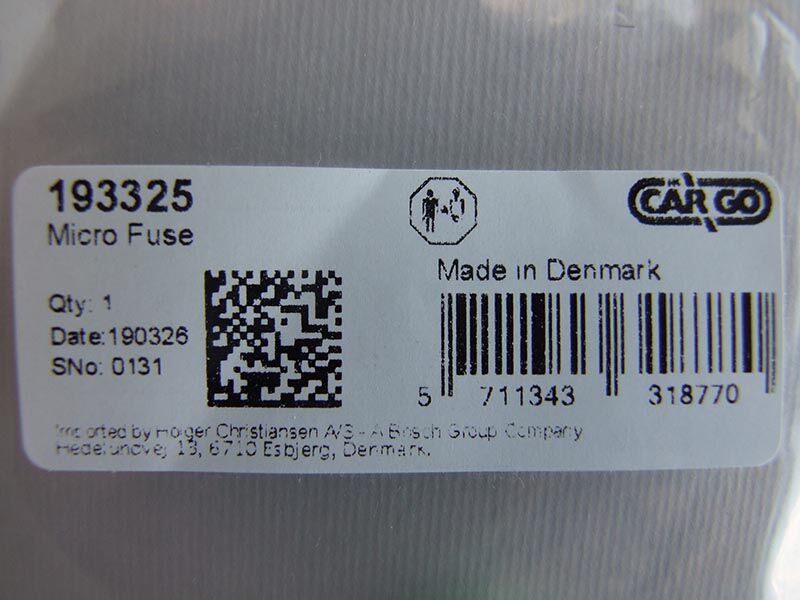 193325
Micro Fuse
HC
CARGO
Made in Denmark
Qty: 1
Date:190326
SNo: 0131
5 711343 318770
Imported by Holger Christiansen A/S - A Bosch Group Company
Hedelundvej 13, 6710 Esbjerg, Denmark.